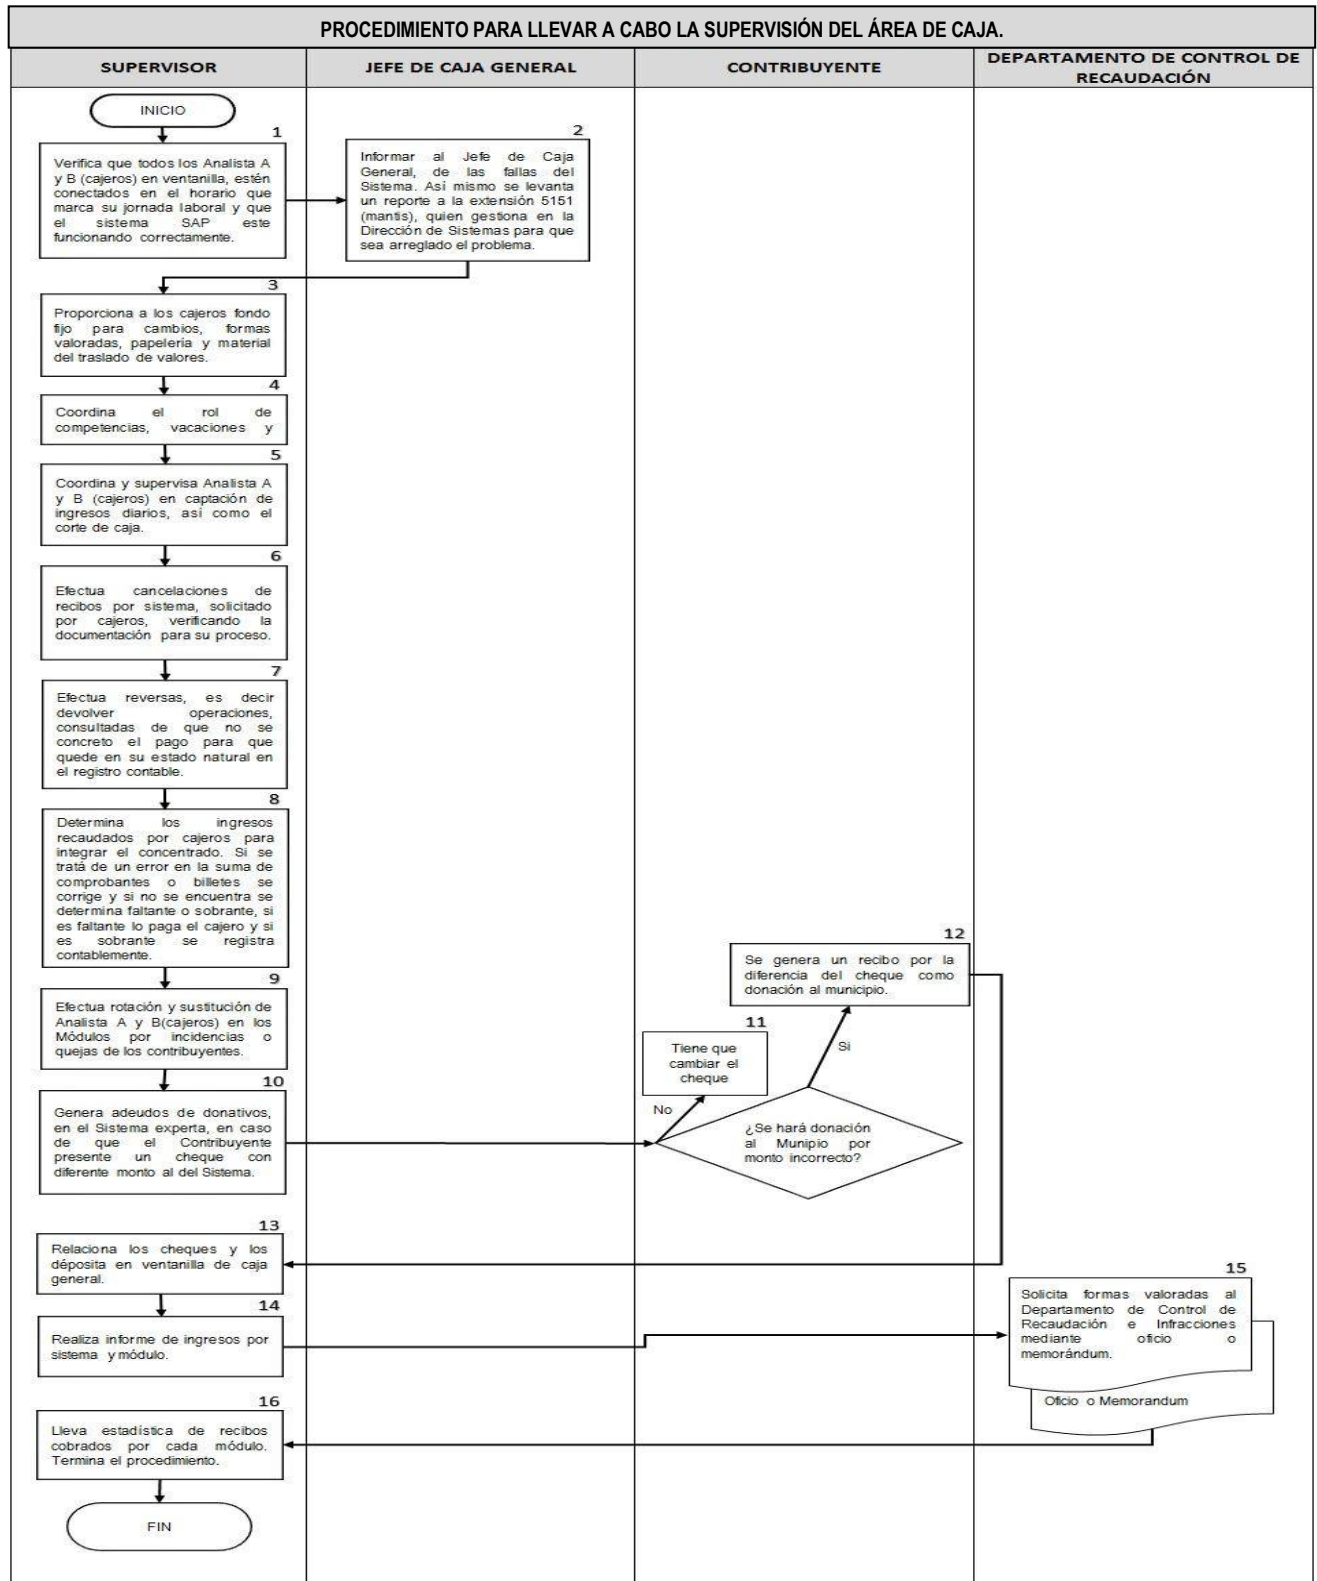 PROCEDIMIENTO PARA LLEVAR A CABO LA SUPERVISIÓN DEL ÁREA DE CAJA.
SUPERVISOR
JEFE DE CAJA GENERAL
CONTRIBUYENTE
DEPARTAMENTO DE CONTROL DE
RECAUDACIÓN
INICIO
1
Verifica que todos los Analista A
y B (cajeros) en ventanilla, estén
conectados en el horario que
marca su jornada laboral y que
el sistema SAP este
funcionando correctamente.
2
Informar al Jefe de Caja
General, de las fallas del
Sistema. Así mismo se levanta
un reporte a la extensión 5151
(mantis), quien gestiona en la
Dirección de Sistemas para que
sea arreglado el problema.
3
Proporciona a los cajeros fondo
fijo para cambios, formas
valoradas, papelería y material
del traslado de valores.
4
Coordina el rol de
competencias, vacaciones y
5
Coordina y supervisa Analista A
y B (cajeros) en captación de
ingresos diarios, así como el
corte de caja.
6
Efectua cancelaciones de
recibos por sistema, solicitado
por cajeros, verificando la
documentación para su proceso.
7
Efectua reversas, es decir
devolver operaciones,
consultadas de que no se
concreto el pago para que
quede en su estado natural en
el registro contable.
8
Determina los ingresos
recaudados por cajeros para
integrar el concentrado. Si se
tratá de un error en la suma de
comprobantes o billetes se
corrige y si no se encuentra se
determina faltante o sobrante, si
es faltante lo paga el cajero y si
es sobrante se registra
contablemente.
9
Efectua rotación y sustitución de
Analista A y B(cajeros) en los
Módulos por incidencias o
quejas de los contribuyentes.
10
Genera adeudos de donativos,
en el Sistema experta, en caso
de que el Contribuyente
presente un cheque con
diferente monto al del Sistema.
¿Se hará donación
al Munipio por
monto incorrecto?
No
11
Tiene que
cambiar el
cheque
Si
12
Se genera un recibo por la
diferencia del cheque como
donación al municipio.
13
Relaciona los cheques y los
déposita en ventanilla de caja
general.
14
Realiza informe de ingresos por
sistema y módulo.
15
Solicita formas valoradas al
Departamento de Control de
Recaudación e Infracciones
mediante oficio o
memorándum.
Oficio o Memorandum
16
Lleva estadística de recibos
cobrados por cada módulo.
Termina el procedimiento.
FIN